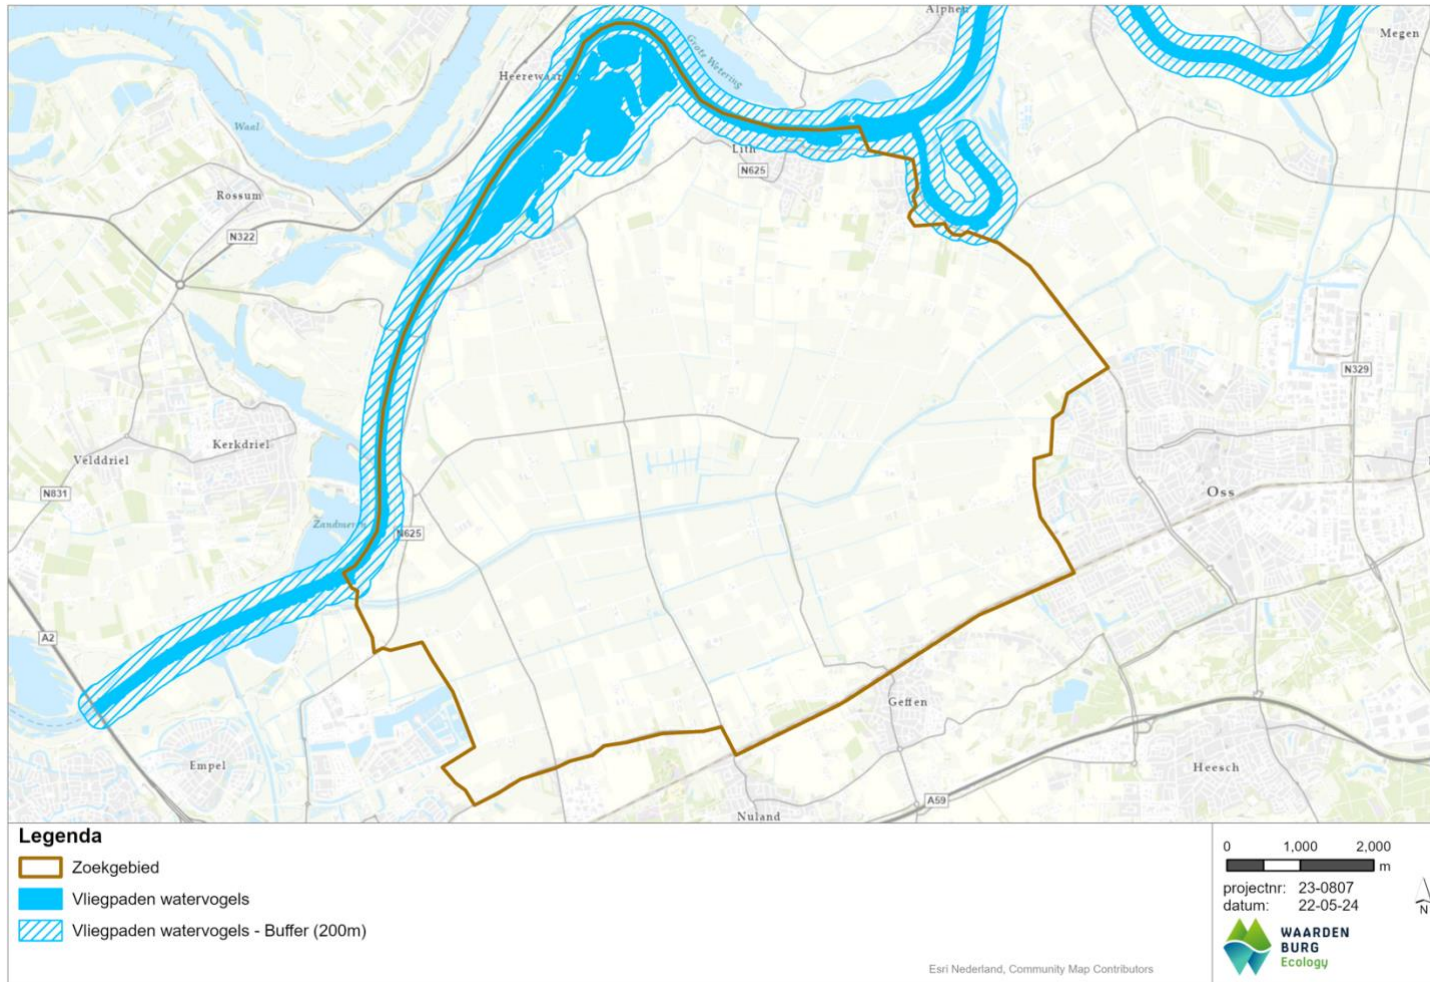 Alphen
Megen
Grote Wetering
Heerewaar
Waal
Lith
N625
Rossum
N322
N329
Kerkdriel
Velddriel
N831
Oss
Zandmeren
N625
A2
Geffen
Empel
Heesch
A59
Nuland
Legenda
Zoekgebied
Vliegpaden watervogels
Vliegpaden watervogels - Buffer (200m)
0 1,000 2,000
m
projectnr: 23-0807
datum: 22-05-24
N
WAARDEN
BURG
Ecology
Esri Nederland, Community Map Contributors